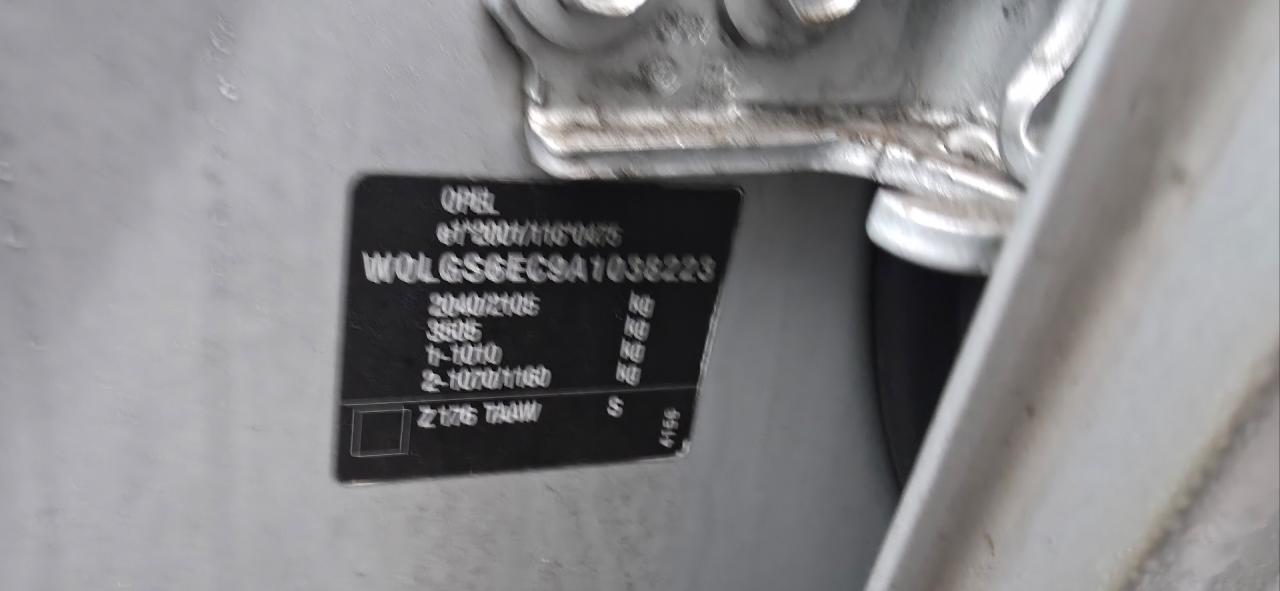 OPEL
e1*2001/116*0475
W0LGS6EC9A1038223
2040/2105 kg
3505 kg
1-1010 kg
2-1070/1160 kg
Z176 TAAW S
4156